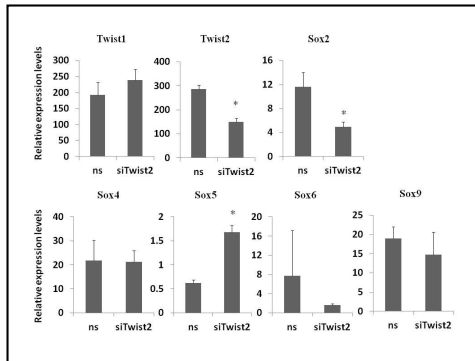 Twist1
Twist2
Sox2
Relative expression levels
300
250
200
150
100
50
0
ns
siTwist2
400
300
200
100
0
*
ns
siTwist2
16
12
8
4
0
*
ns
siTwist2
Sox4
Sox5
Sox6
Sox9
Relative expression levels
40
30
20
10
0
ns
siTwist2
2
1.5
1
0.5
0
*
ns
siTwist2
20
16
12
8
4
0
ns
siTwist2
25
20
15
10
5
0
ns
siTwist2